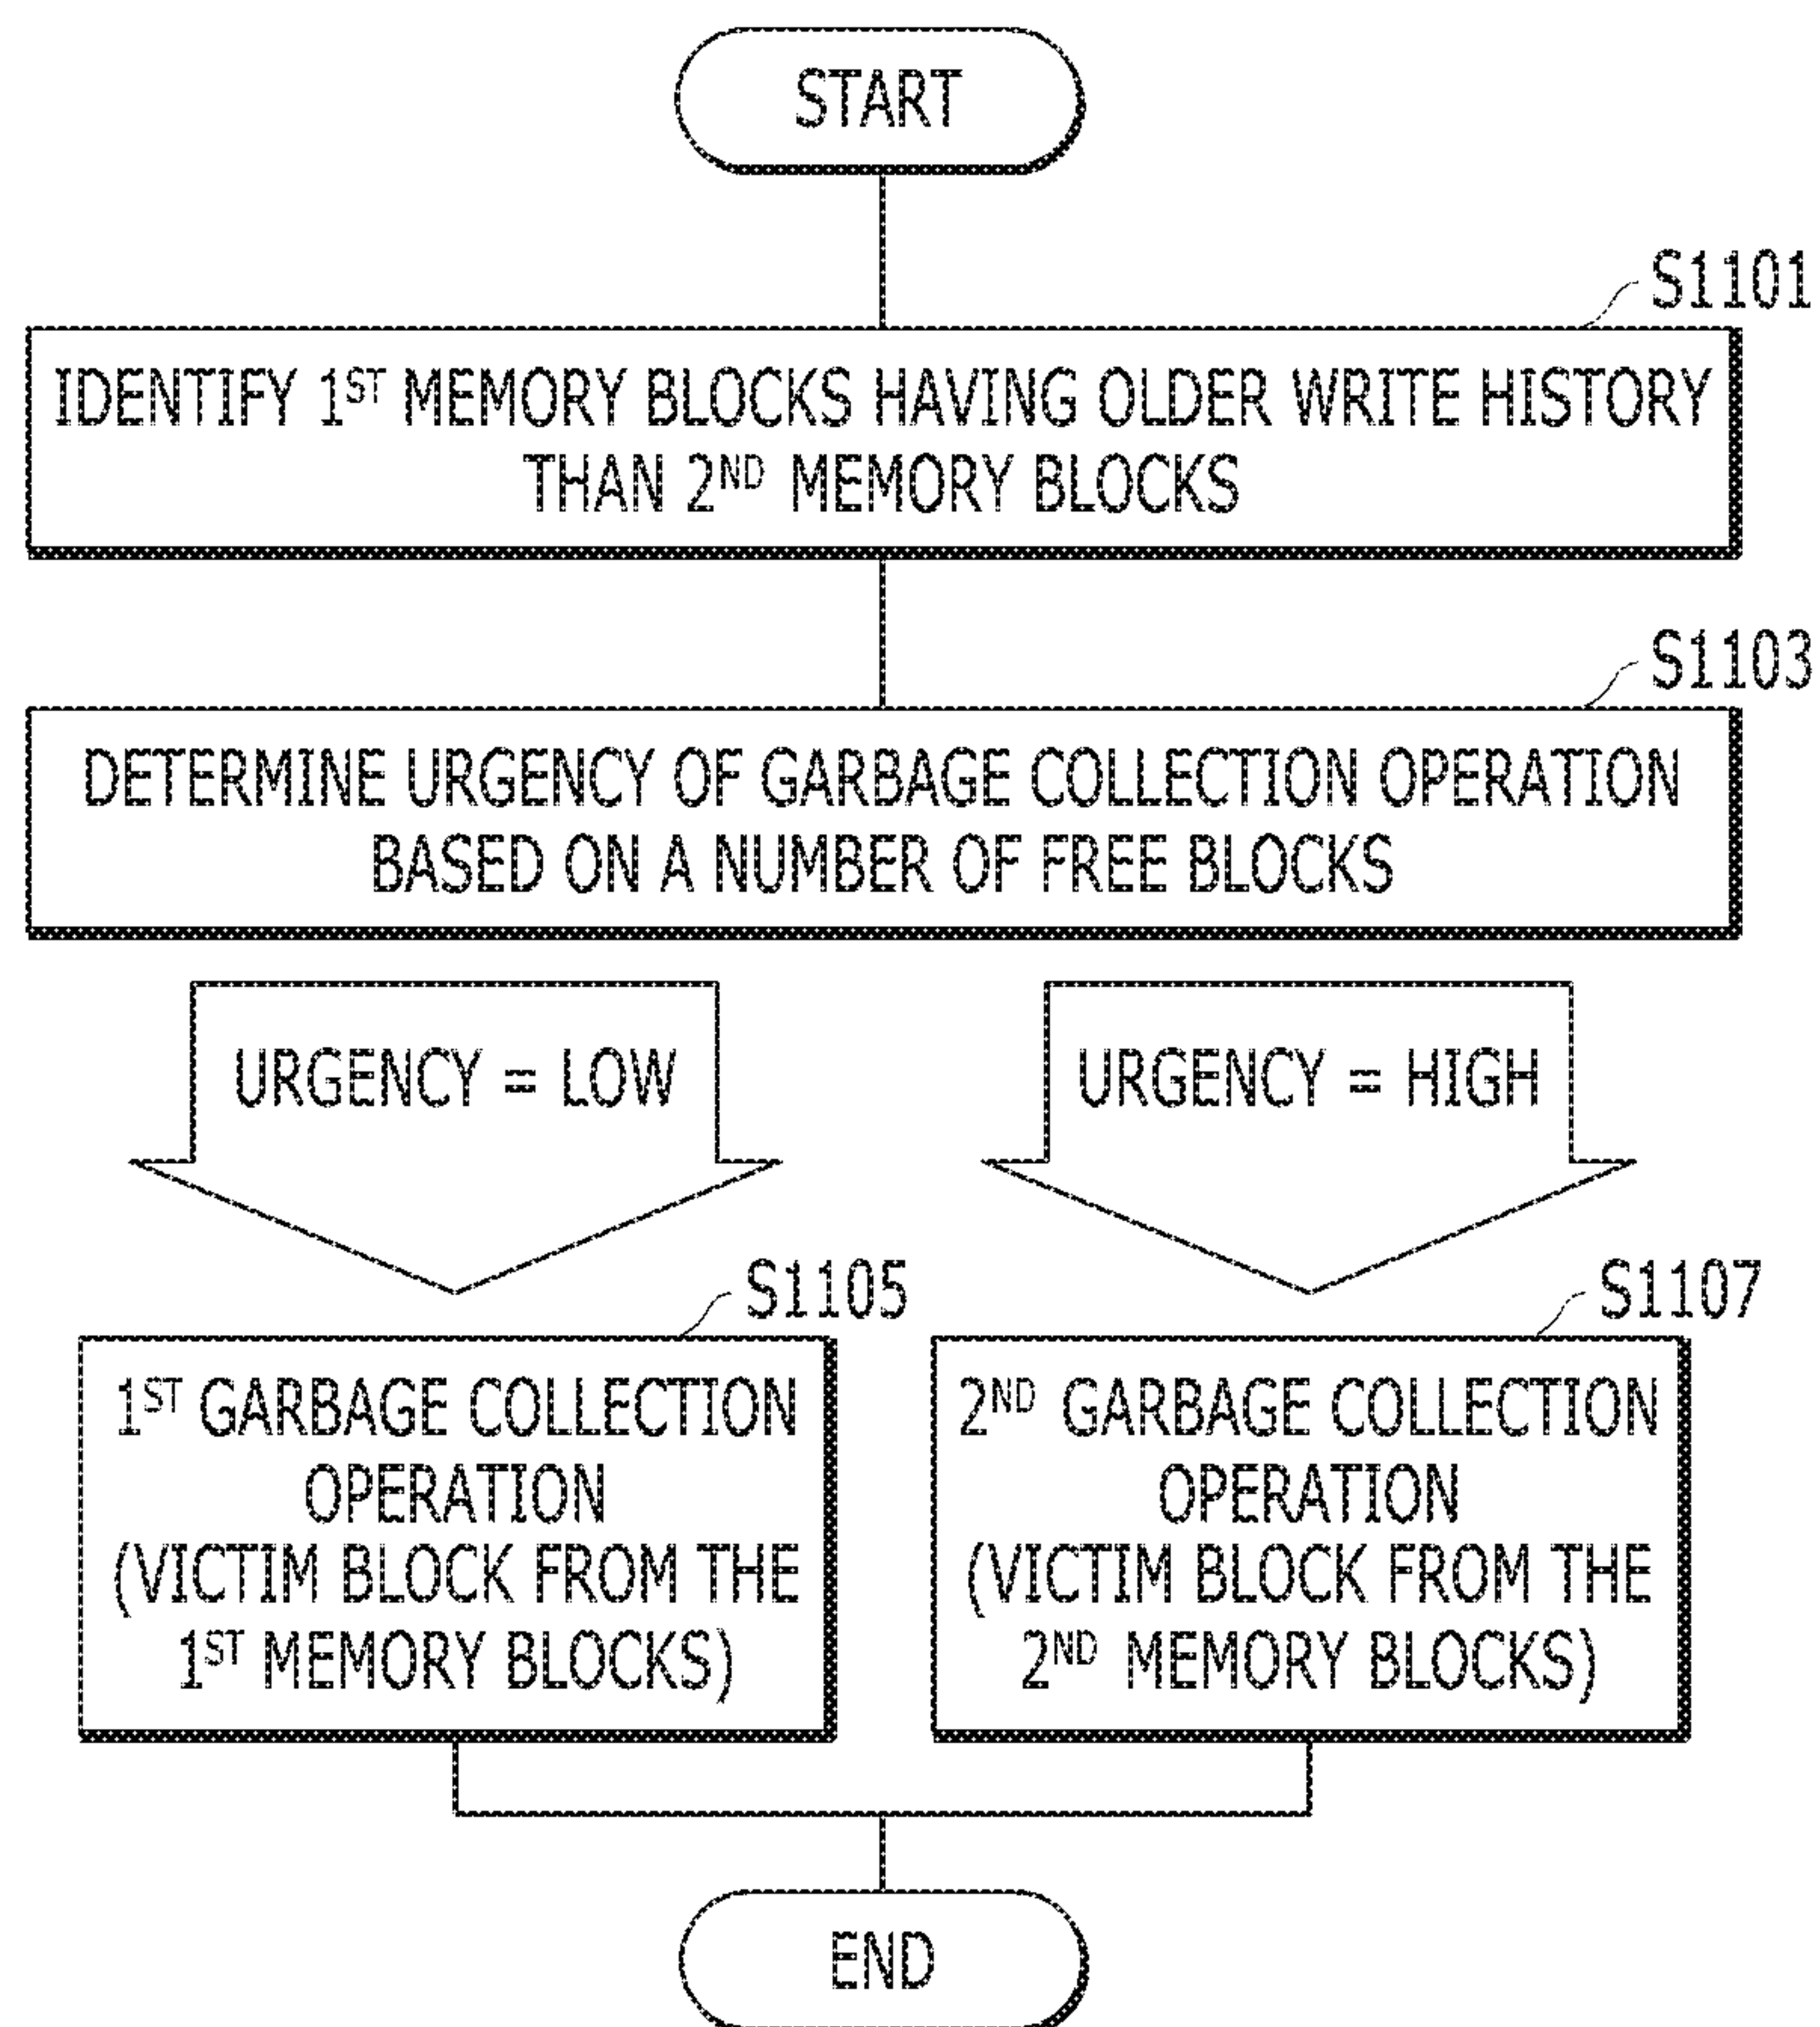 START
S1101
IDENTIFY 1ST MEMORY BLOCKS HAVING OLDER WRITE HISTORY
THAN 2ND MEMORY BLOCKS
S1103
DETERMINE URGENCY OF GARBAGE COLLECTION OPERATION
BASED ON A NUMBER OF FREE BLOCKS
URGENCY = LOW
URGENCY = HIGH
S1105
1ST GARBAGE COLLECTION
OPERATION
(VICTIM BLOCK FROM THE
1ST MEMORY BLOCKS)
S1107
2ND GARBAGE COLLECTION
OPERATION
(VICTIM BLOCK FROM THE
2ND MEMORY BLOCKS)
END